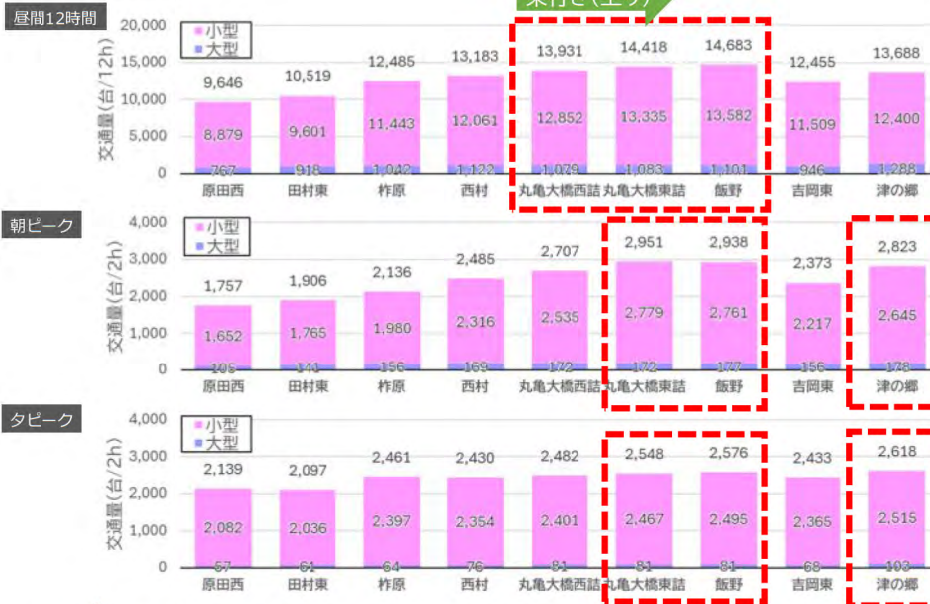 昼間12時間
交通量(台/12h)
20,000
15,000
10,000
5,000
0
小型
大型
9,646 10,519 12,485 13,183 13,931 14,418 14,683 12,455 13,688
8,879 9,601 11,443 12,061 12,852 13,335 13,582 11,509 12,400
767 918 1,042 1,122 1,079 1,083 1,101 946 1,288
原田西 田村東 柞原 西村 丸亀大橋西詰 丸亀大橋東詰 飯野 吉岡東 津の郷
朝ピーク
交通量(台/2h)
4,000
3,000
2,000
1,000
0
小型
大型
1,757 1,906 2,136 2,485 2,707 2,951 2,938 2,373 2,823
1,652 1,765 1,980 2,316 2,535 2,779 2,761 2,217 2,645
105 141 156 169 172 172 177 156 178
原田西 田村東 柞原 西村 丸亀大橋西詰 丸亀大橋東詰 飯野 吉岡東 津の郷
夕ピーク
交通量(台/2h)
4,000
3,000
2,000
1,000
0
小型
大型
2,139 2,097 2,461 2,430 2,482 2,548 2,576 2,433 2,618
2,082 2,036 2,397 2,354 2,401 2,467 2,495 2,365 2,515
57 61 64 76 81 81 81 68 103
原田西 田村東 柞原 西村 丸亀大橋西詰 丸亀大橋東詰 飯野 吉岡東 津の郷